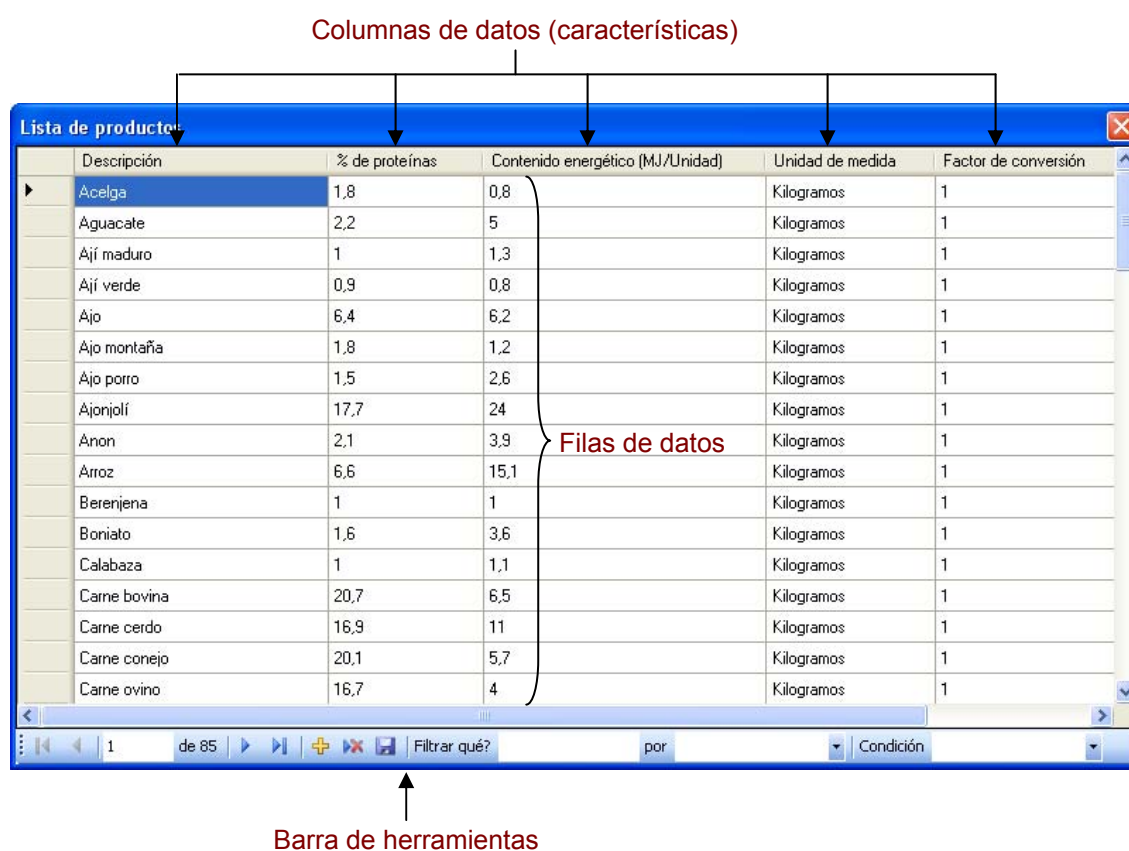 Columnas de datos (características)
Lista de productos
Descripción % de proteínas Contenido energético (MJ/Unidad) Unidad de medida Factor de conversión
Acelga 1,8 0,8 Kilogramos 1
Aguacate 2,2 5 Kilogramos 1
Ají maduro 1 1,3 Kilogramos 1
Ají verde 0,9 0,8 Kilogramos 1
Ajo 6,4 6,2 Kilogramos 1
Ajo montaña 1,8 1,2 Kilogramos 1
Ajo porro 1,5 2,6 Kilogramos 1
Ajonjolí 17,7 24 Kilogramos 1
Anon 2,1 3,9 Kilogramos 1
Filas de datos
Arroz 6,6 15,1 Kilogramos 1
Berenjena 1 1 Kilogramos 1
Boniato 1,6 3,6 Kilogramos 1
Calabaza 1 1,1 Kilogramos 1
Carne bovina 20,7 6,5 Kilogramos 1
Carne cerdo 16,9 11 Kilogramos 1
Carne conejo 20,1 5,7 Kilogramos 1
Carne ovino 16,7 4 Kilogramos 1
1 de 85 Filtrar qué? por Condición
Barra de herramientas